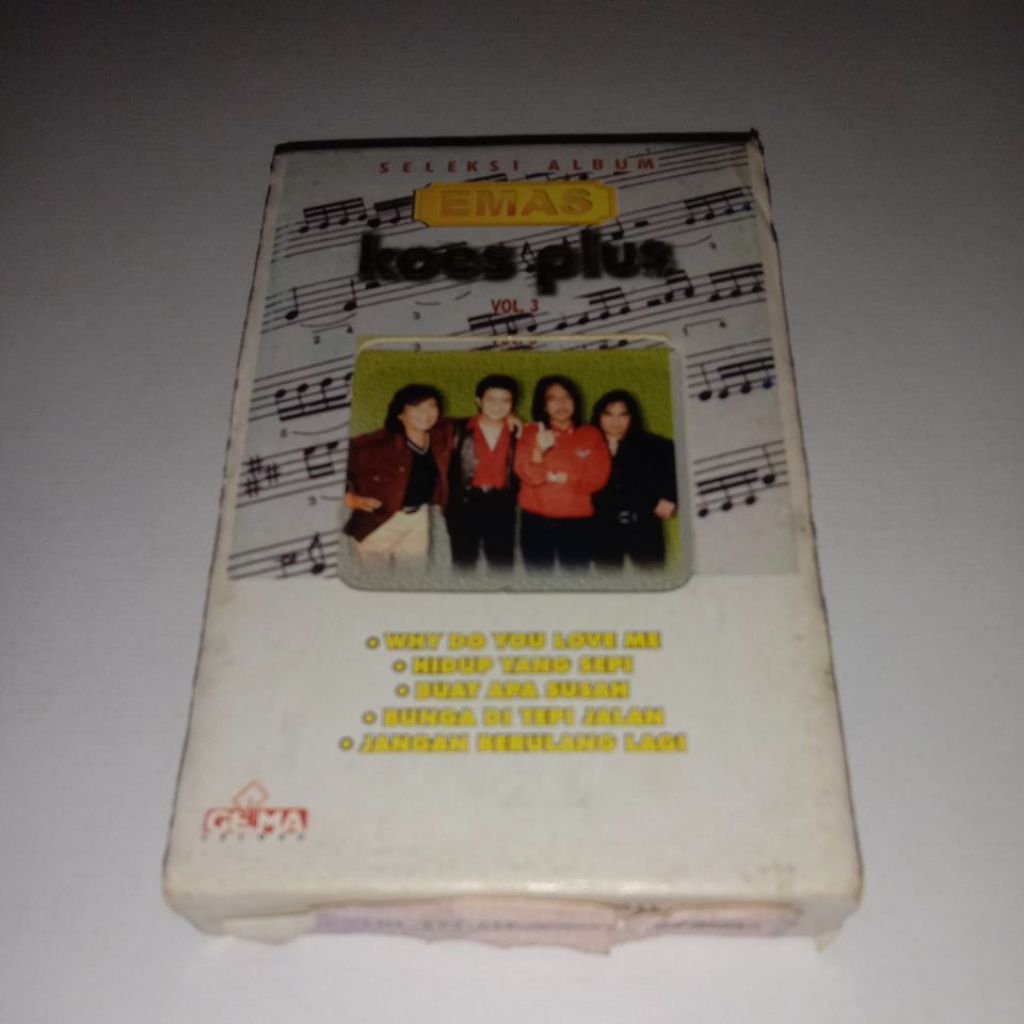 SELEKSI ALBUM
EMAS
koes plus
VOL. 3
• WHY DO YOU LOVE ME
• HIDUP YANG SEPI
• BUAT APA SUSAH
• BUNGA DI TEPI JALAN
• JANGAN BERULANG LAGI
GEMA